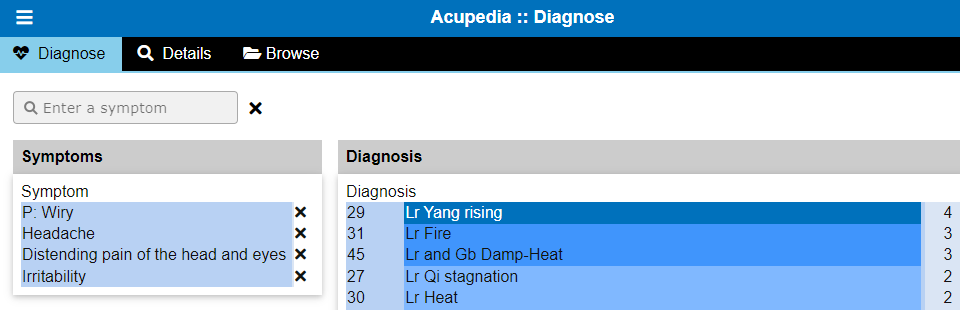 Acupedia :: Diagnose
Diagnose Details Browse
Enter a symptom
Symptoms
Symptom
P: Wiry
Headache
Distending pain of the head and eyes
Irritability
Diagnosis
Diagnosis
29 Lr Yang rising 4
31 Lr Fire 3
45 Lr and Gb Damp-Heat 3
27 Lr Qi stagnation 2
30 Lr Heat 2